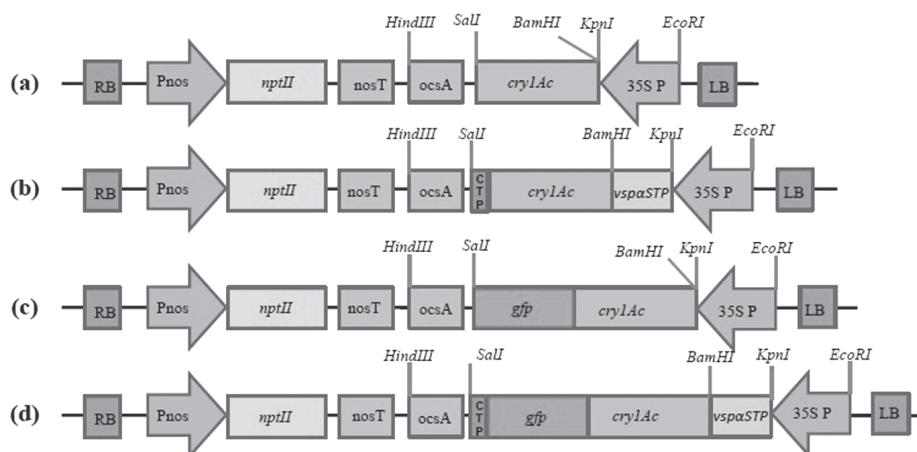 HindIII SalI BamHI KpnI EcoRI
(a) RB Pnos nptII nosT ocsA cry1Ac 35S P LB
HindIII SalI BamHI KpnI EcoRI
(b) RB Pnos nptII nosT ocsA CTP cry1Ac vspαSTP 35S P LB
HindIII SalI BamHI KpnI EcoRI
(c) RB Pnos nptII nosT ocsA gfp cry1Ac 35S P LB
HindIII SalI BamHI KpnI EcoRI
(d) RB Pnos nptII nosT ocsA CTP gfp cry1Ac vspαSTP 35S P LB